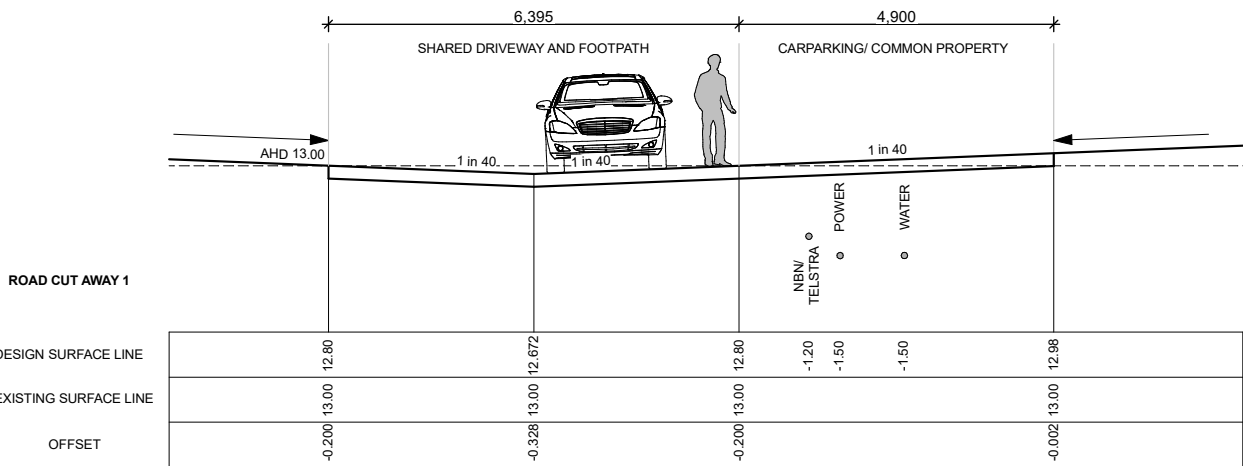 6,395
4,900
SHARED DRIVEWAY AND FOOTPATH
CARPARKING/ COMMON PROPERTY
AHD 13.00
1 in 40
1 in 40
1 in 40
NBN/
TELSTRA
POWER
WATER
ROAD CUT AWAY 1
DESIGN SURFACE LINE
12.80
12.672
12.80
-1.20
-1.50
-1.50
12.98
EXISTING SURFACE LINE
13.00
13.00
13.00
13.00
OFFSET
-0.200
-0.328
-0.200
-0.002